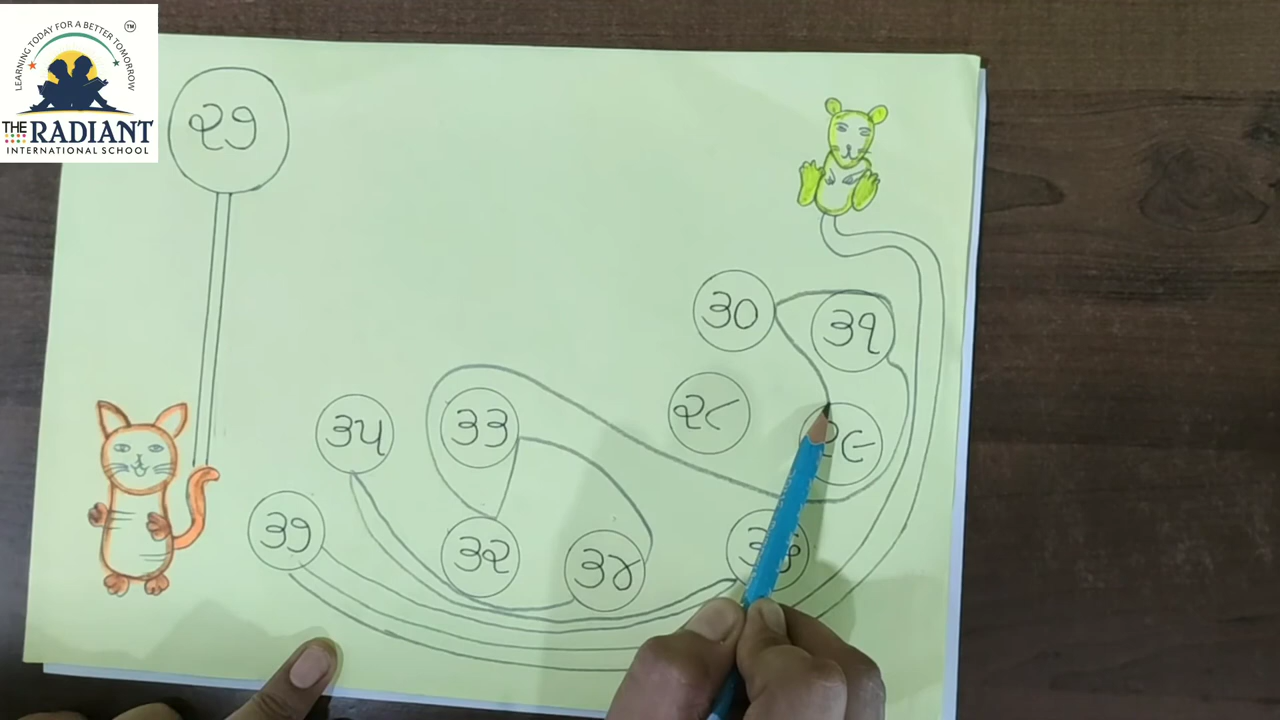 LEARNING TODAY FOR A BETTER TOMORROW
TM
THE RADIANT
INTERNATIONAL SCHOOL
૨૭
૩૦
૩૧
૩૫
૩૩
૨૮
૨૯
૩૭
૩૨
૩૪
૩૬